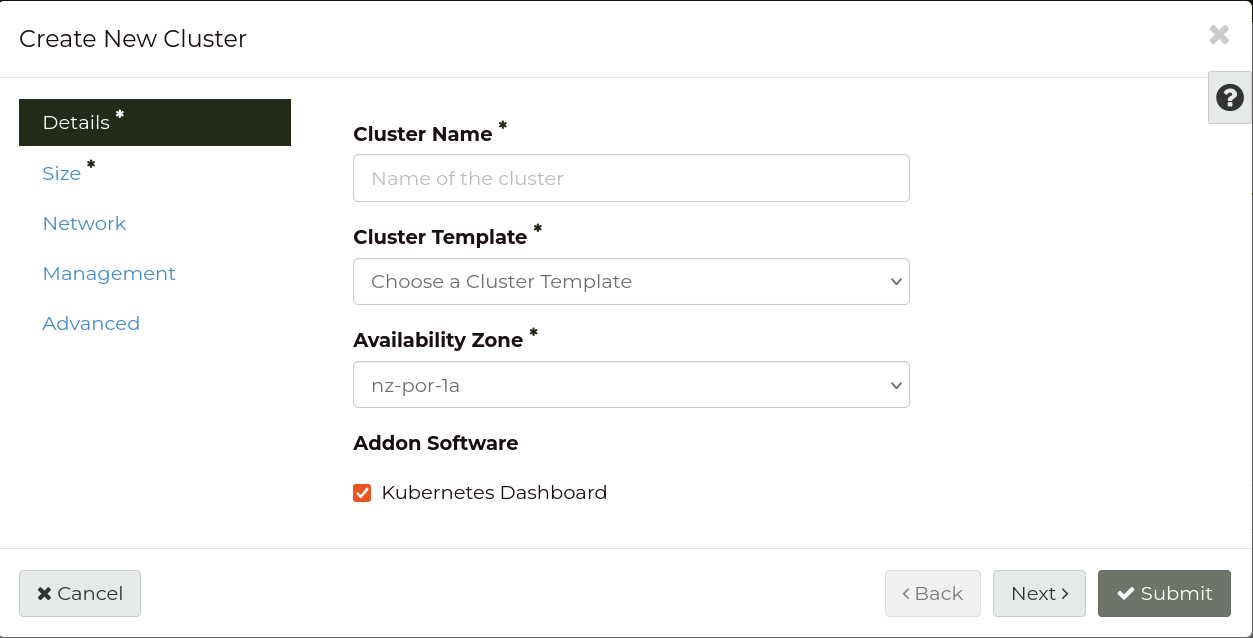 Create New Cluster
Details *
Size *
Network
Management
Advanced
Cluster Name *
Name of the cluster
Cluster Template *
Choose a Cluster Template
Availability Zone *
nz-por-1a
Addon Software
Kubernetes Dashboard
Cancel
Back
Next
Submit